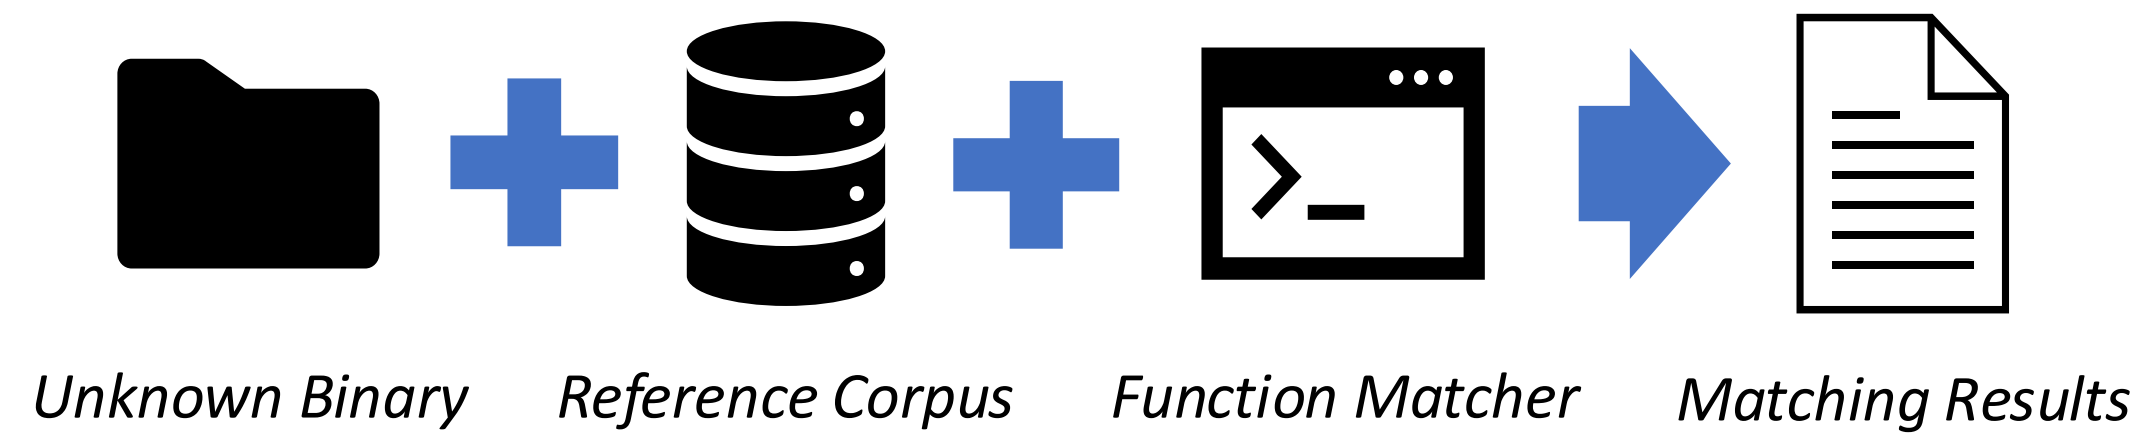 Unknown Binary
Reference Corpus
Function Matcher
Matching Results